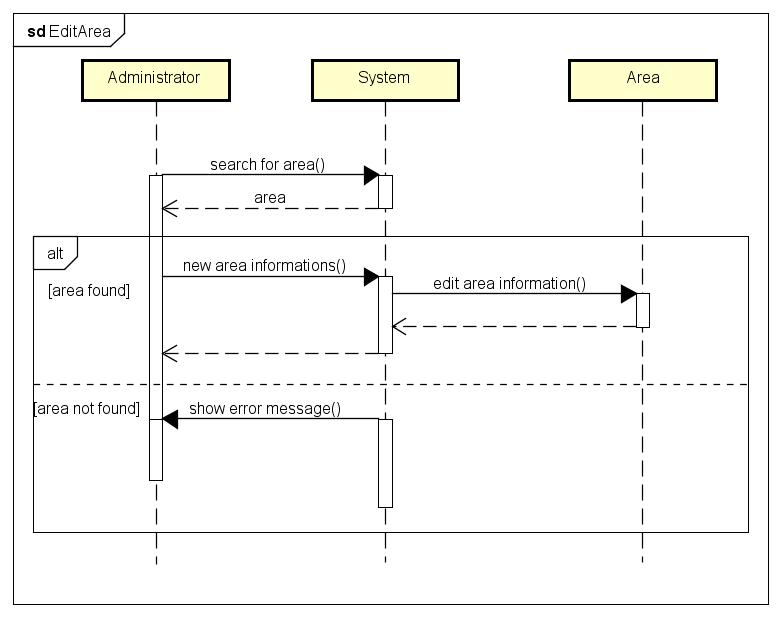 sd EditArea
Administrator
System
Area
search for area()
area
alt
new area informations()
[area found]
edit area information()
[area not found]
show error message()